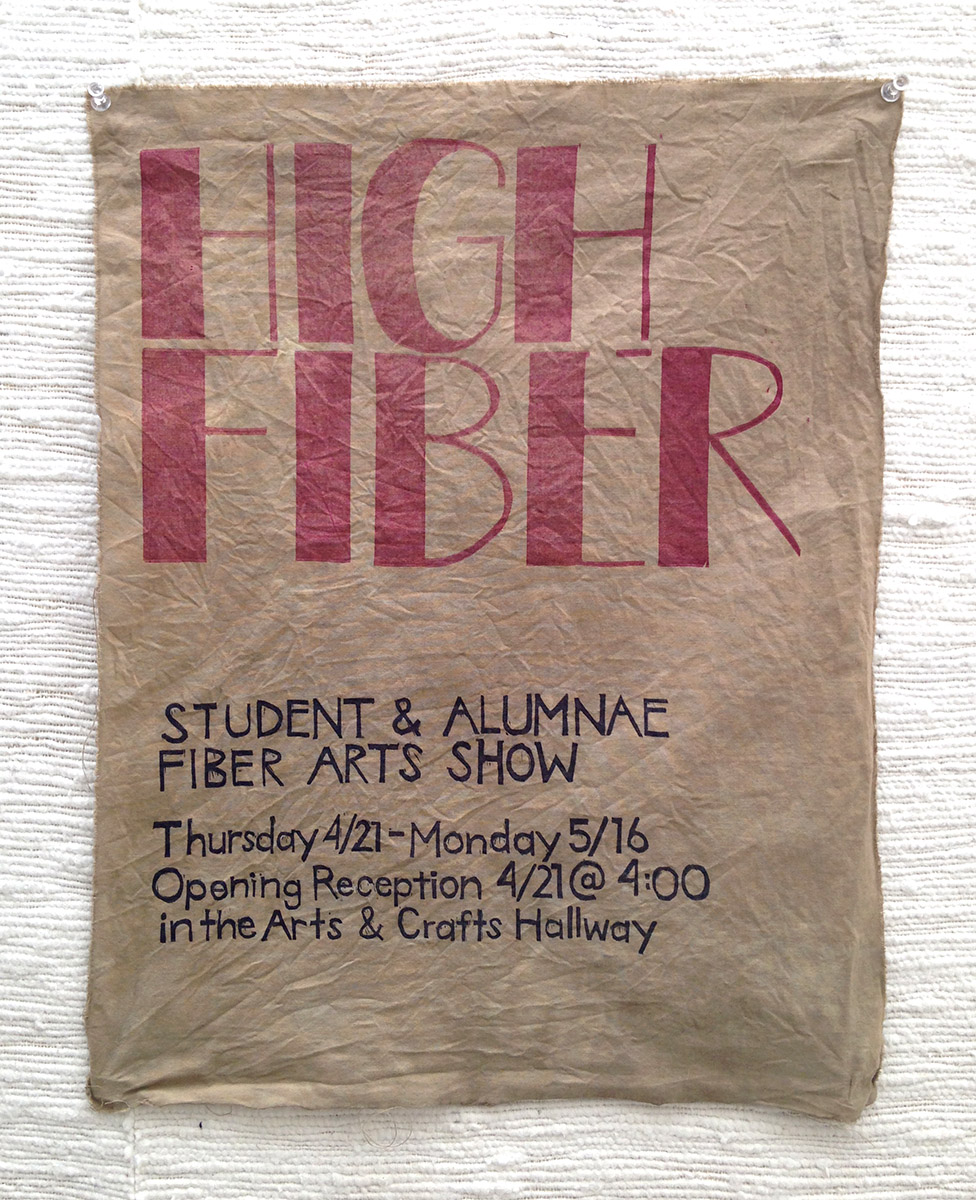 HIGH
FIBER
STUDENT & ALUMNAE
FIBER ARTS SHOW
Thursday 4/21-Monday 5/16
Opening Reception 4/21@ 4:00
in the Arts & Crafts Hallway